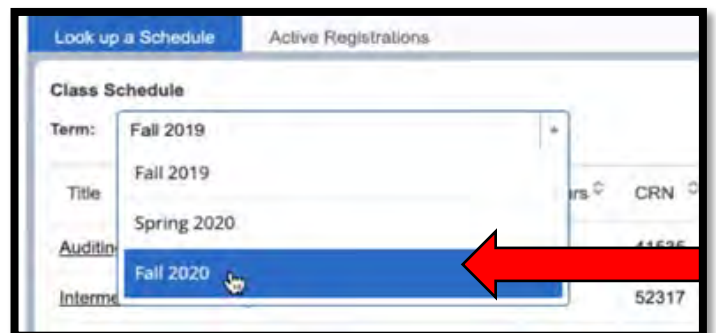 Look up a Schedule Active Registrations
Class Schedule
Term: Fall 2019
Fall 2019
Title CRN
Spring 2020
Fall 2020
52317